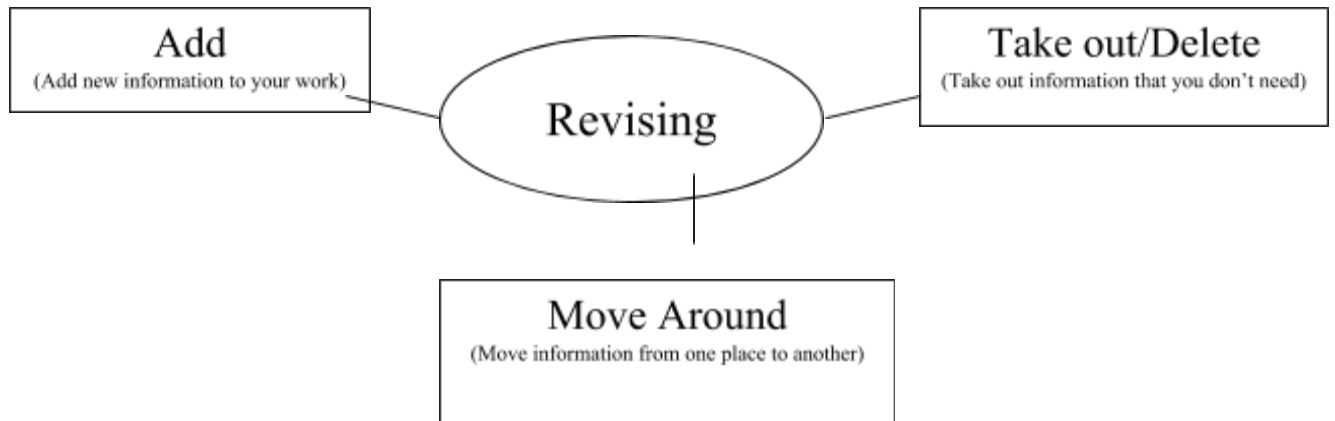 Add
(Add new information to your work)
Revising
Take out/Delete
(Take out information that you don't need)
Move Around
(Move information from one place to another)